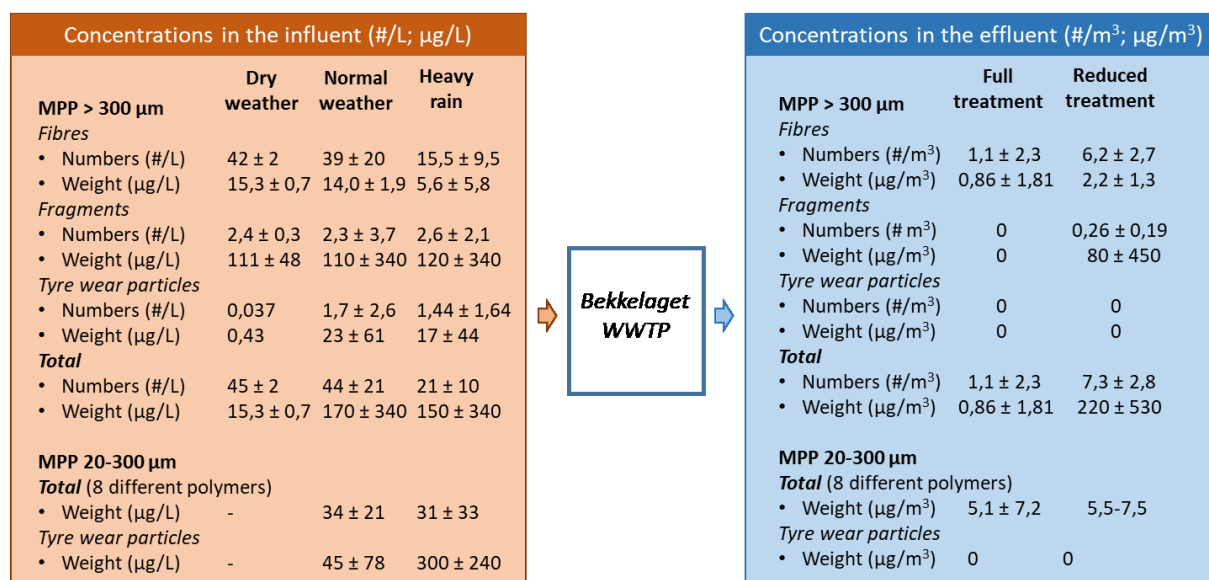 Concentrations in the influent (#/L; µg/L)
Dry weather Normal weather Heavy rain
MPP > 300 µm
Fibres
• Numbers (#/L) 42 ± 2 39 ± 20 15,5 ± 9,5
• Weight (µg/L) 15,3 ± 0,7 14,0 ± 1,9 5,6 ± 5,8
Fragments
• Numbers (#/L) 2,4 ± 0,3 2,3 ± 3,7 2,6 ± 2,1
• Weight (µg/L) 111 ± 48 110 ± 340 120 ± 340
Tyre wear particles
• Numbers (#/L) 0,037 1,7 ± 2,6 1,44 ± 1,64
• Weight (µg/L) 0,43 23 ± 61 17 ± 44
Total
• Numbers (#/L) 45 ± 2 44 ± 21 21 ± 10
• Weight (µg/L) 15,3 ± 0,7 170 ± 340 150 ± 340
MPP 20-300 µm
Total (8 different polymers)
• Weight (µg/L) - 34 ± 21 31 ± 33
Tyre wear particles
• Weight (µg/L) - 45 ± 78 300 ± 240
Bekkelaget
WWTP
Concentrations in the effluent (#/m³; µg/m³)
Full treatment Reduced treatment
MPP > 300 µm
Fibres
• Numbers (#/m³) 1,1 ± 2,3 6,2 ± 2,7
• Weight (µg/m³) 0,86 ± 1,81 2,2 ± 1,3
Fragments
• Numbers (# m³) 0 0,26 ± 0,19
• Weight (µg/m³) 0 80 ± 450
Tyre wear particles
• Numbers (#/m³) 0 0
• Weight (µg/m³) 0 0
Total
• Numbers (#/m³) 1,1 ± 2,3 7,3 ± 2,8
• Weight (µg/m³) 0,86 ± 1,81 220 ± 530
MPP 20-300 µm
Total (8 different polymers)
• Weight (µg/m³) 5,1 ± 7,2 5,5-7,5
Tyre wear particles
• Weight (µg/m³) 0 0